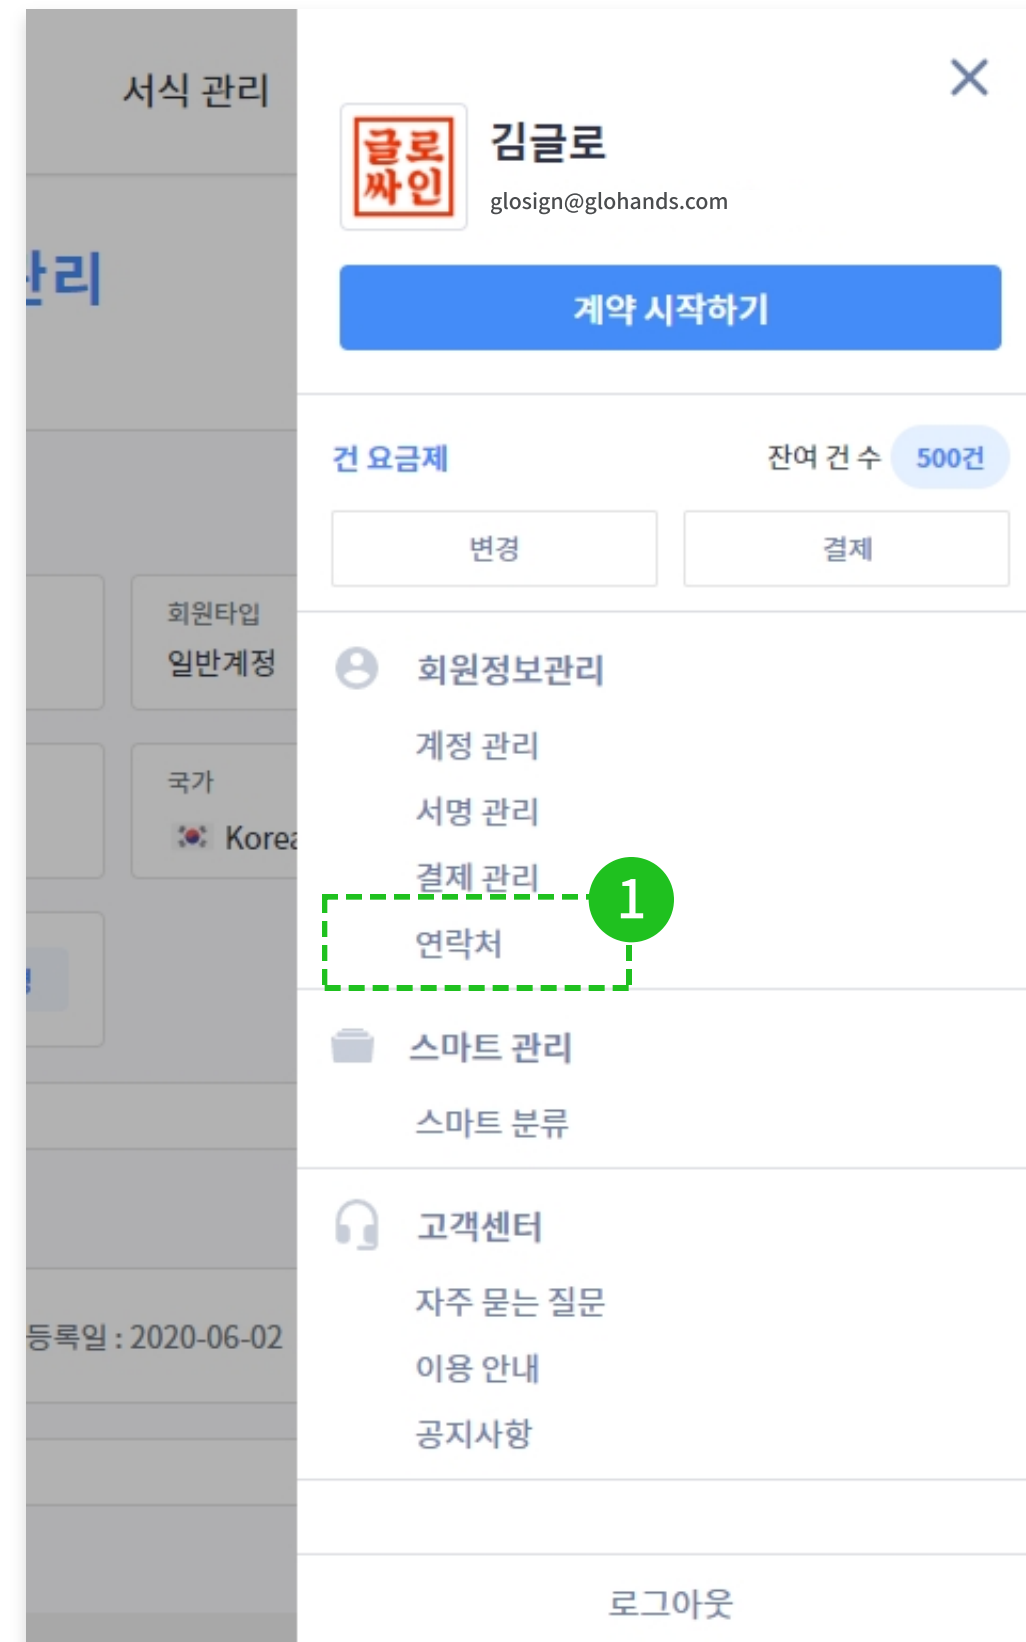 서식 관리
관리
회원타입
일반계정
국가
Korea
등록일 : 2020-06-02
글로
싸인
김글로
glosign@glohands.com
계약 시작하기
건 요금제
잔여 건 수 500건
변경
결제
회원정보관리
계정 관리
서명 관리
결제 관리
1
연락처
스마트 관리
스마트 분류
고객센터
자주 묻는 질문
이용 안내
공지사항
로그아웃